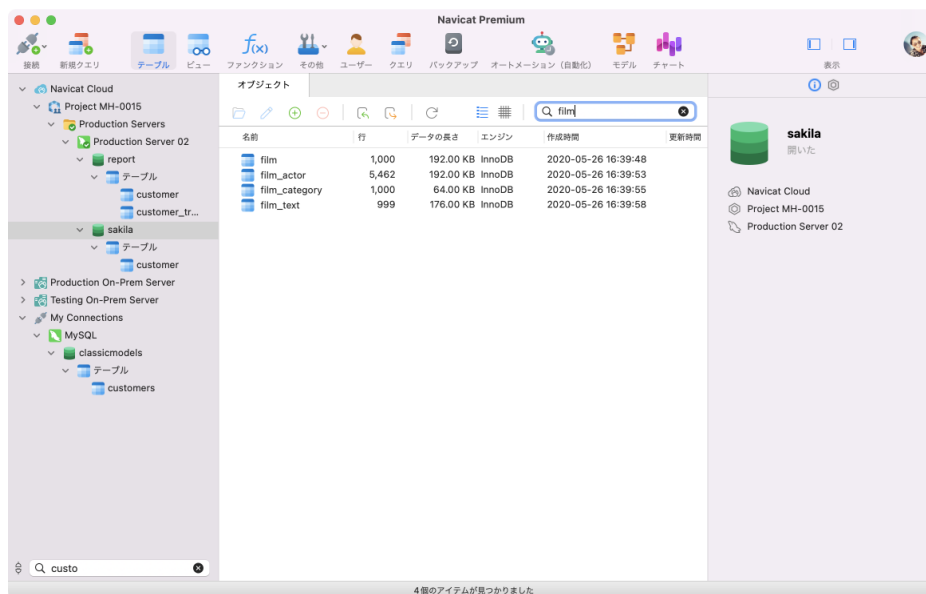 Navicat Premium
接続
新規クエリ
テーブル
ビュー
ファンクション
その他
ユーザー
クエリ
バックアップ
オートメーション (自動化)
モデル
チャート
表示
Navicat Cloud
Project MH-0015
Production Servers
Production Server 02
report
テーブル
customer
customer_tr...
sakila
テーブル
customer
Production On-Prem Server
Testing On-Prem Server
My Connections
MySQL
classicmodels
テーブル
customers
custo
オブジェクト
film
名前 行 データの長さ エンジン 作成時間 更新時間
film 1,000 192.00 KB InnoDB 2020-05-26 16:39:48
film_actor 5,462 192.00 KB InnoDB 2020-05-26 16:39:53
film_category 1,000 64.00 KB InnoDB 2020-05-26 16:39:55
film_text 999 176.00 KB InnoDB 2020-05-26 16:39:58
sakila
開いた
Navicat Cloud
Project MH-0015
Production Server 02
4個のアイテムが見つかりました